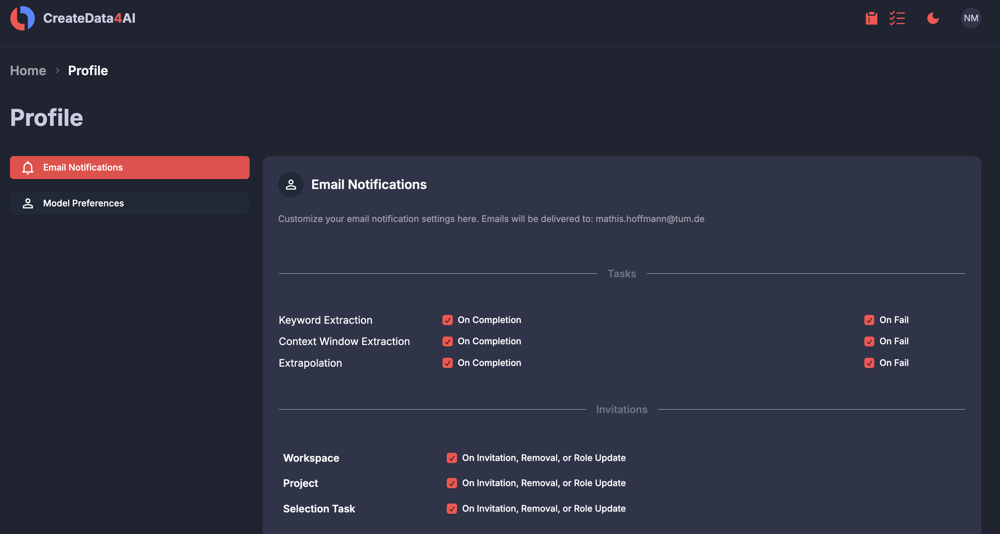 CreateData4AI
NM
Home > Profile
Profile
Email Notifications
Model Preferences
Email Notifications
Customize your email notification settings here. Emails will be delivered to: mathis.hoffmann@tum.de
Tasks
Keyword Extraction On Completion On Fail
Context Window Extraction On Completion On Fail
Extrapolation On Completion On Fail
Invitations
Workspace On Invitation, Removal, or Role Update
Project On Invitation, Removal, or Role Update
Selection Task On Invitation, Removal, or Role Update